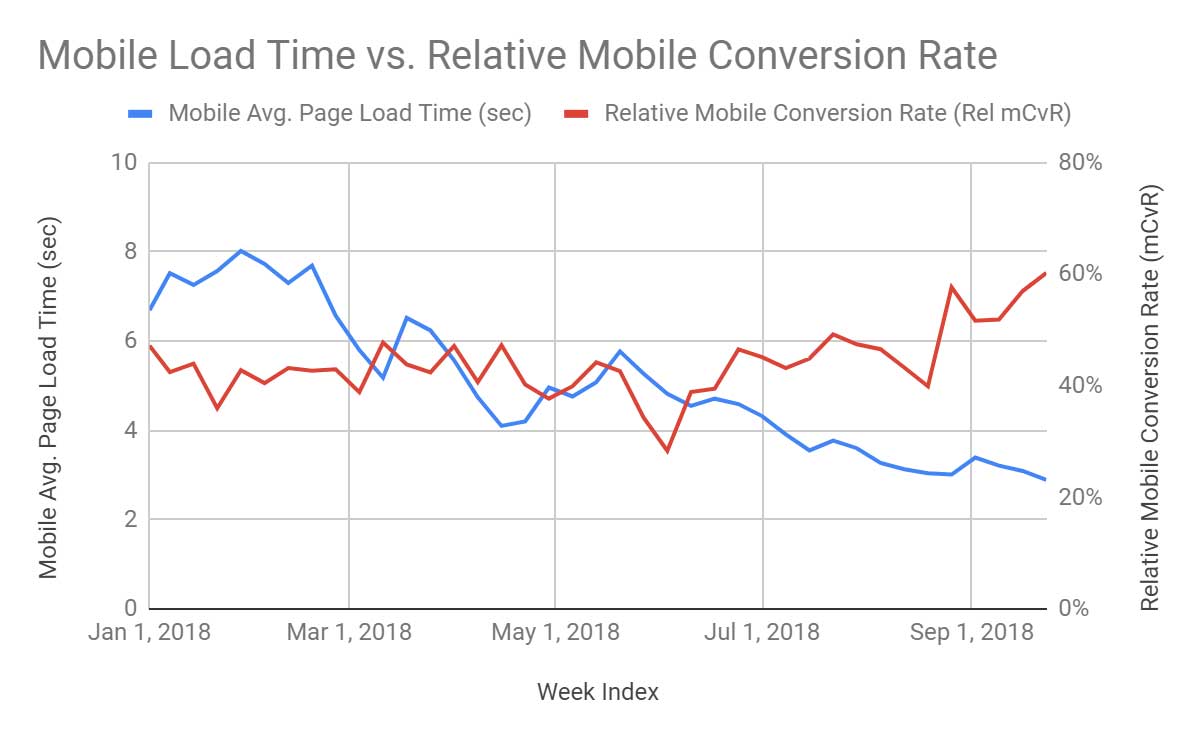 Mobile Load Time vs. Relative Mobile Conversion Rate
Mobile Avg. Page Load Time (sec)
Relative Mobile Conversion Rate (Rel mCvR)
Mobile Avg. Page Load Time (sec)
10
8
6
4
2
0
80%
60%
40%
20%
0%
Relative Mobile Conversion Rate (mCvR)
Jan 1, 2018
Mar 1, 2018
May 1, 2018
Jul 1, 2018
Sep 1, 2018
Week Index